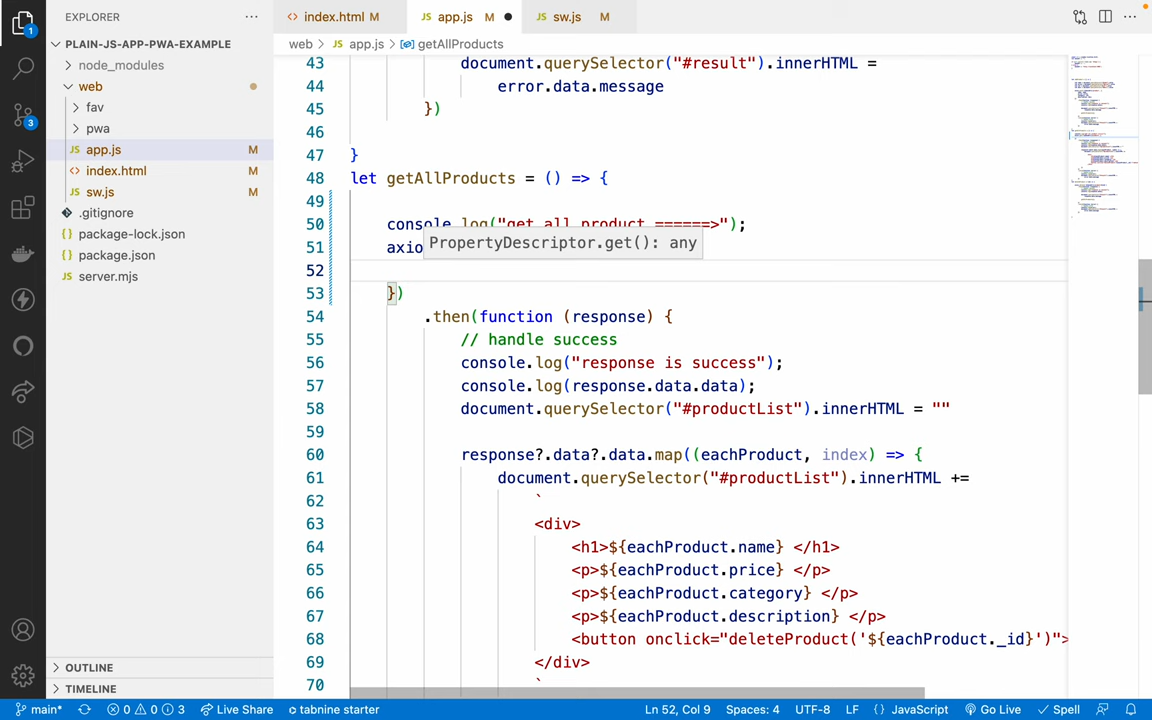 EXPLORER
PLAIN-JS-APP-PWA-EXAMPLE
node_modules
web
fav
pwa
JS app.js M
<> index.html M
JS sw.js M
.gitignore
{} package-lock.json
{} package.json
JS server.mjs
OUTLINE
TIMELINE
1
3
<> index.html M
JS app.js M
JS sw.js M
web > JS app.js > getAllProducts
43 document.querySelector("#result").innerHTML =
44 error.data.message
45 })
46
47 }
48 let getAllProducts = () => {
49
50 console.log("get all product ======>");
51 axio
PropertyDescriptor.get(): any
52
53 })
54 .then(function (response) {
55 // handle success
56 console.log("response is success");
57 console.log(response.data.data);
58 document.querySelector("#productList").innerHTML = ""
59
60 response?.data?.data.map((eachProduct, index) => {
61 document.querySelector("#productList").innerHTML +=
62 `
63 <div>
64 <h1>${eachProduct.name} </h1>
65 <p>${eachProduct.price} </p>
66 <p>${eachProduct.category} </p>
67 <p>${eachProduct.description} </p>
68 <button onclick="deleteProduct('${eachProduct._id}')">
69 </div>
70 `
main* 0 0 3 Live Share tabnine starter Ln 52, Col 9 Spaces: 4 UTF-8 LF {} JavaScript Go Live Spell